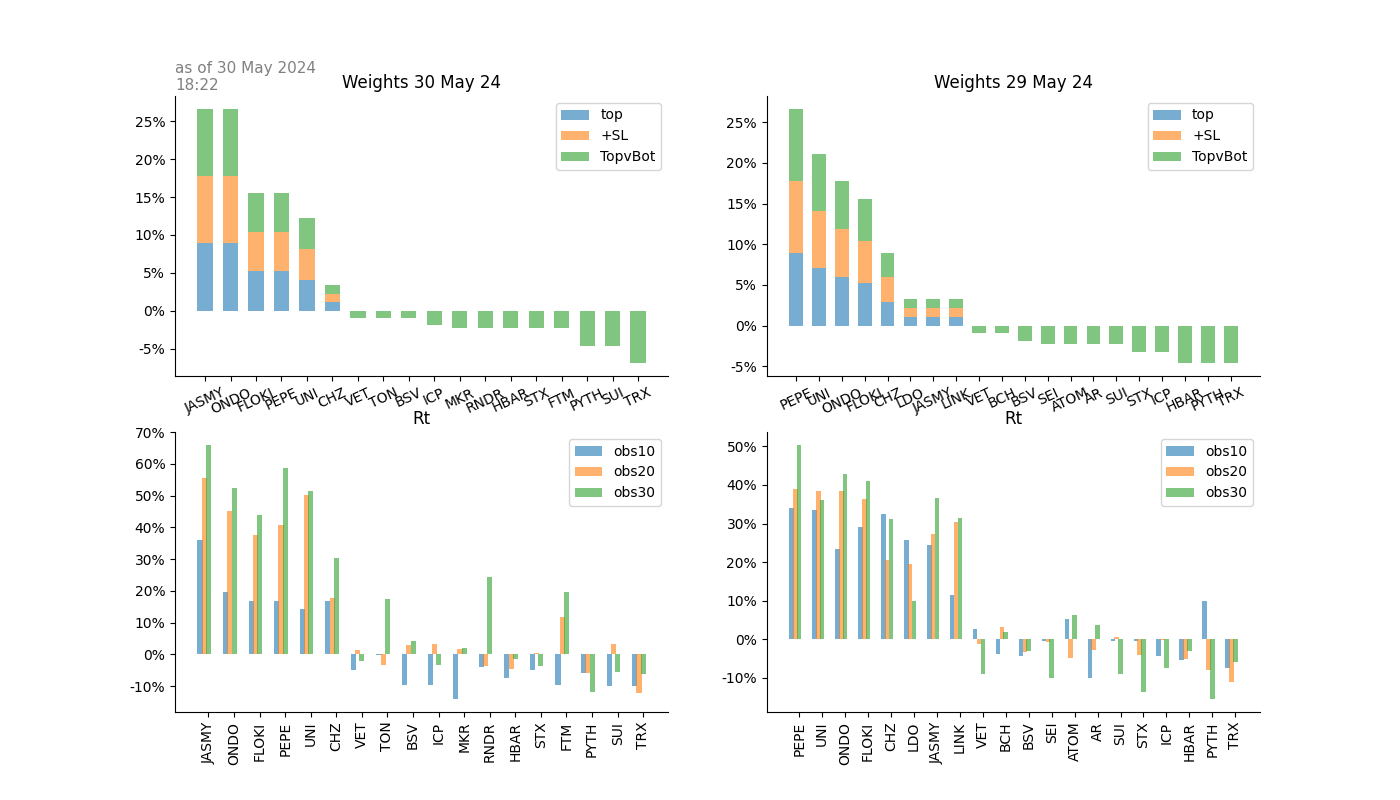 as of 30 May 2024
18:22
Weights 30 May 24
25%
20%
15%
10%
5%
0%
-5%
top
+SL
TopvBot
JASMY ONDO FLOKI PEPE UNI CHZ VET TON BSV ICP MKR RNDR HBAR STX FTM PYTH SUI TRX
Weights 29 May 24
25%
20%
15%
10%
5%
0%
-5%
top
+SL
TopvBot
PEPE UNI ONDO FLOKI CHZ LDO JASMY LINK VET BCH BSV SEI ATOM AR SUI STX ICP HBAR PYTH TRX
Rt
70%
60%
50%
40%
30%
20%
10%
0%
-10%
obs10
obs20
obs30
JASMY ONDO FLOKI PEPE UNI CHZ VET TON BSV ICP MKR RNDR HBAR STX FTM PYTH SUI TRX
Rt
50%
40%
30%
20%
10%
0%
-10%
obs10
obs20
obs30
PEPE UNI ONDO FLOKI CHZ LDO JASMY LINK VET BCH BSV SEI ATOM AR SUI STX ICP HBAR PYTH TRX